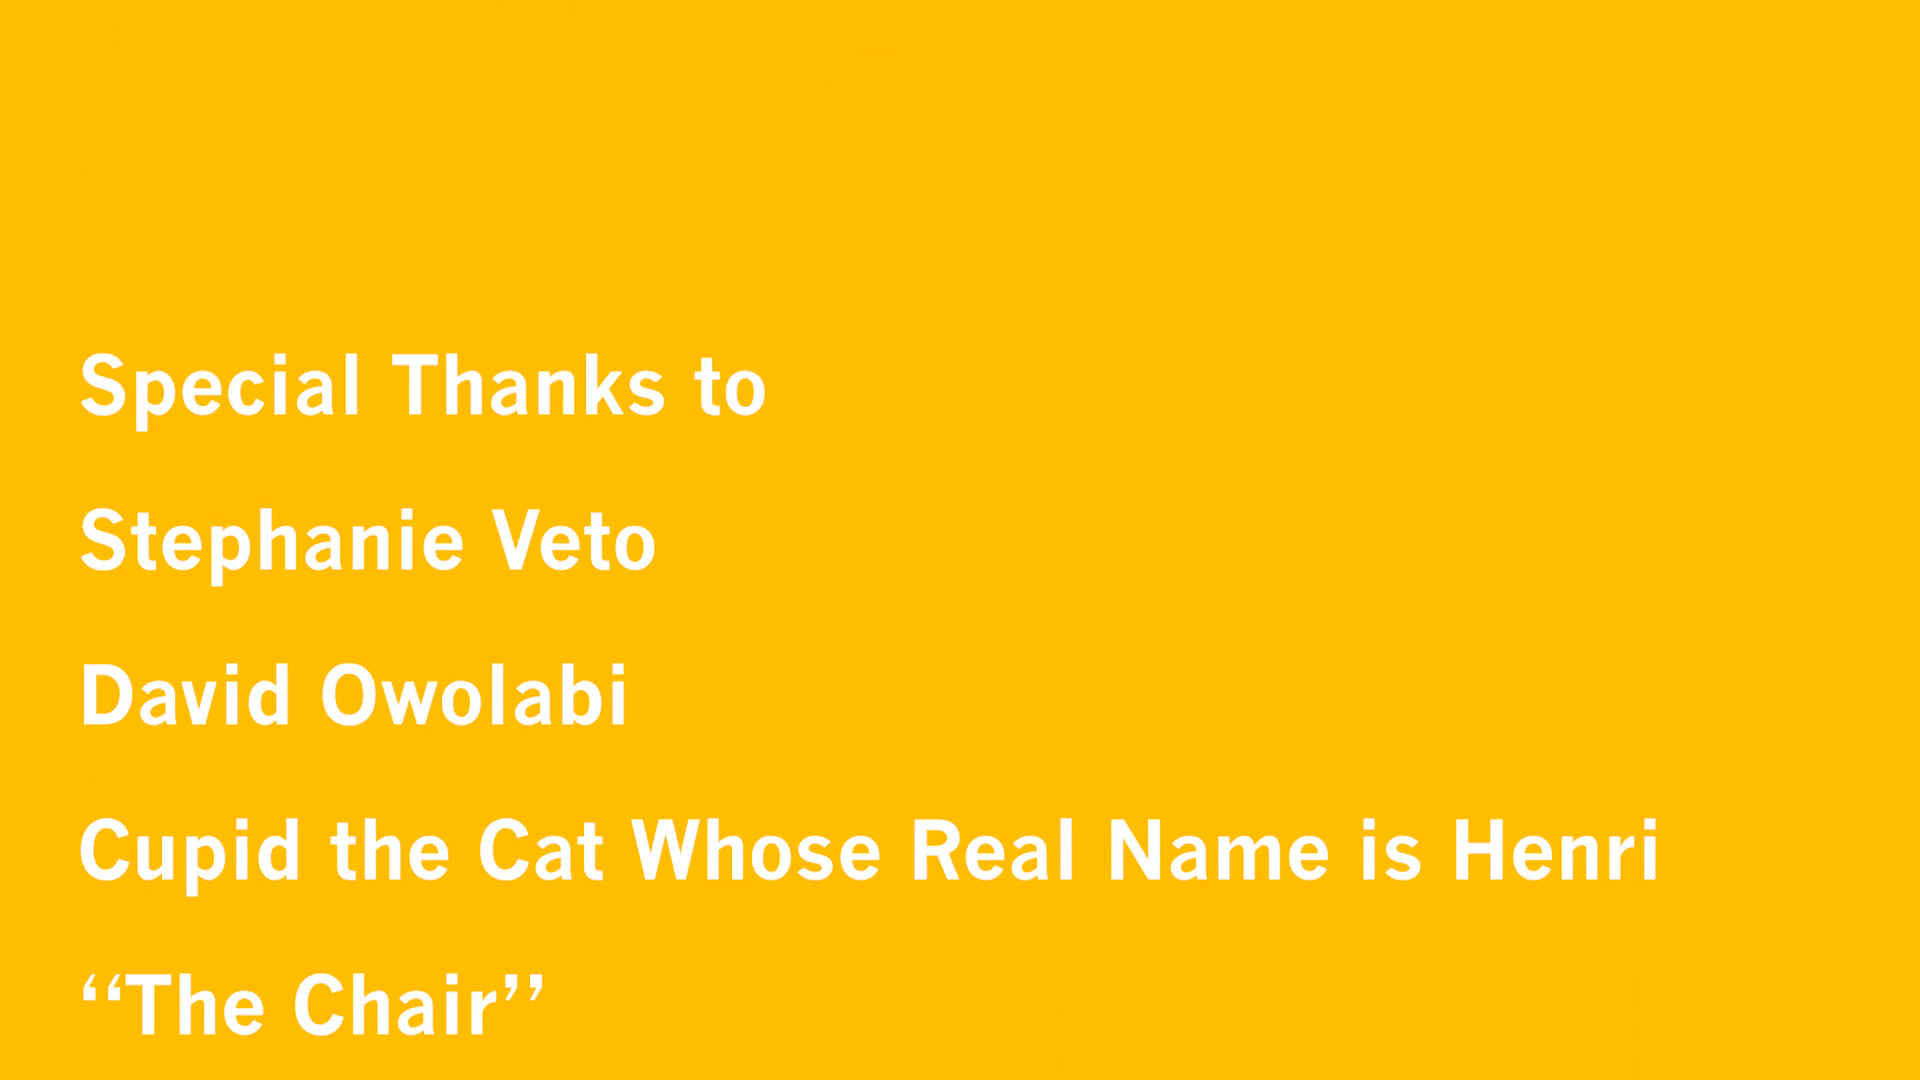 Special Thanks to
Stephanie Veto
David Owolabi
Cupid the Cat Whose Real Name is Henri
“The Chair”